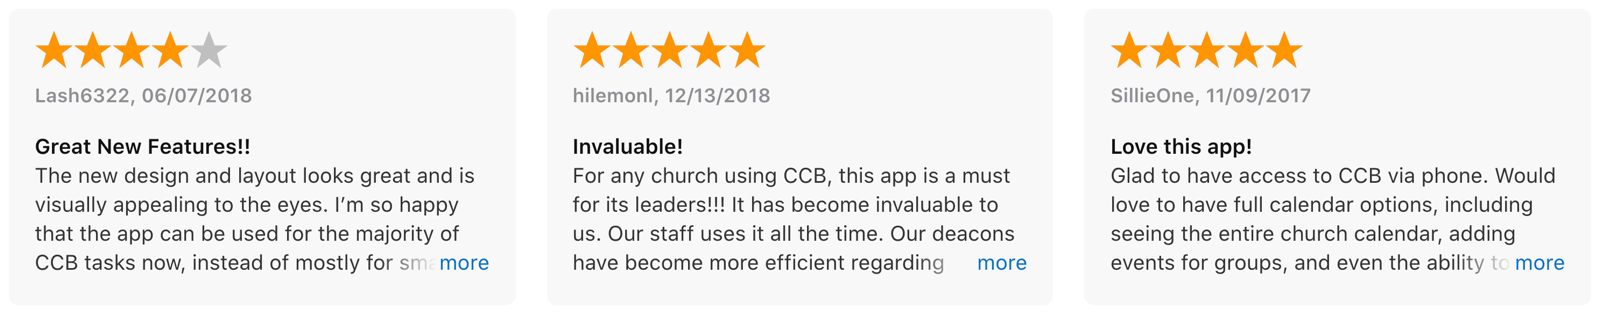 Lash6322, 06/07/2018
Great New Features!!
The new design and layout looks great and is
visually appealing to the eyes. I’m so happy
that the app can be used for the majority of
CCB tasks now, instead of mostly for more
hilemonl, 12/13/2018
Invaluable!
For any church using CCB, this app is a must
for its leaders!!! It has become invaluable to
us. Our staff uses it all the time. Our deacons
have become more efficient regarding more
SillieOne, 11/09/2017
Love this app!
Glad to have access to CCB via phone. Would
love to have full calendar options, including
seeing the entire church calendar, adding
events for groups, and even the ability to more